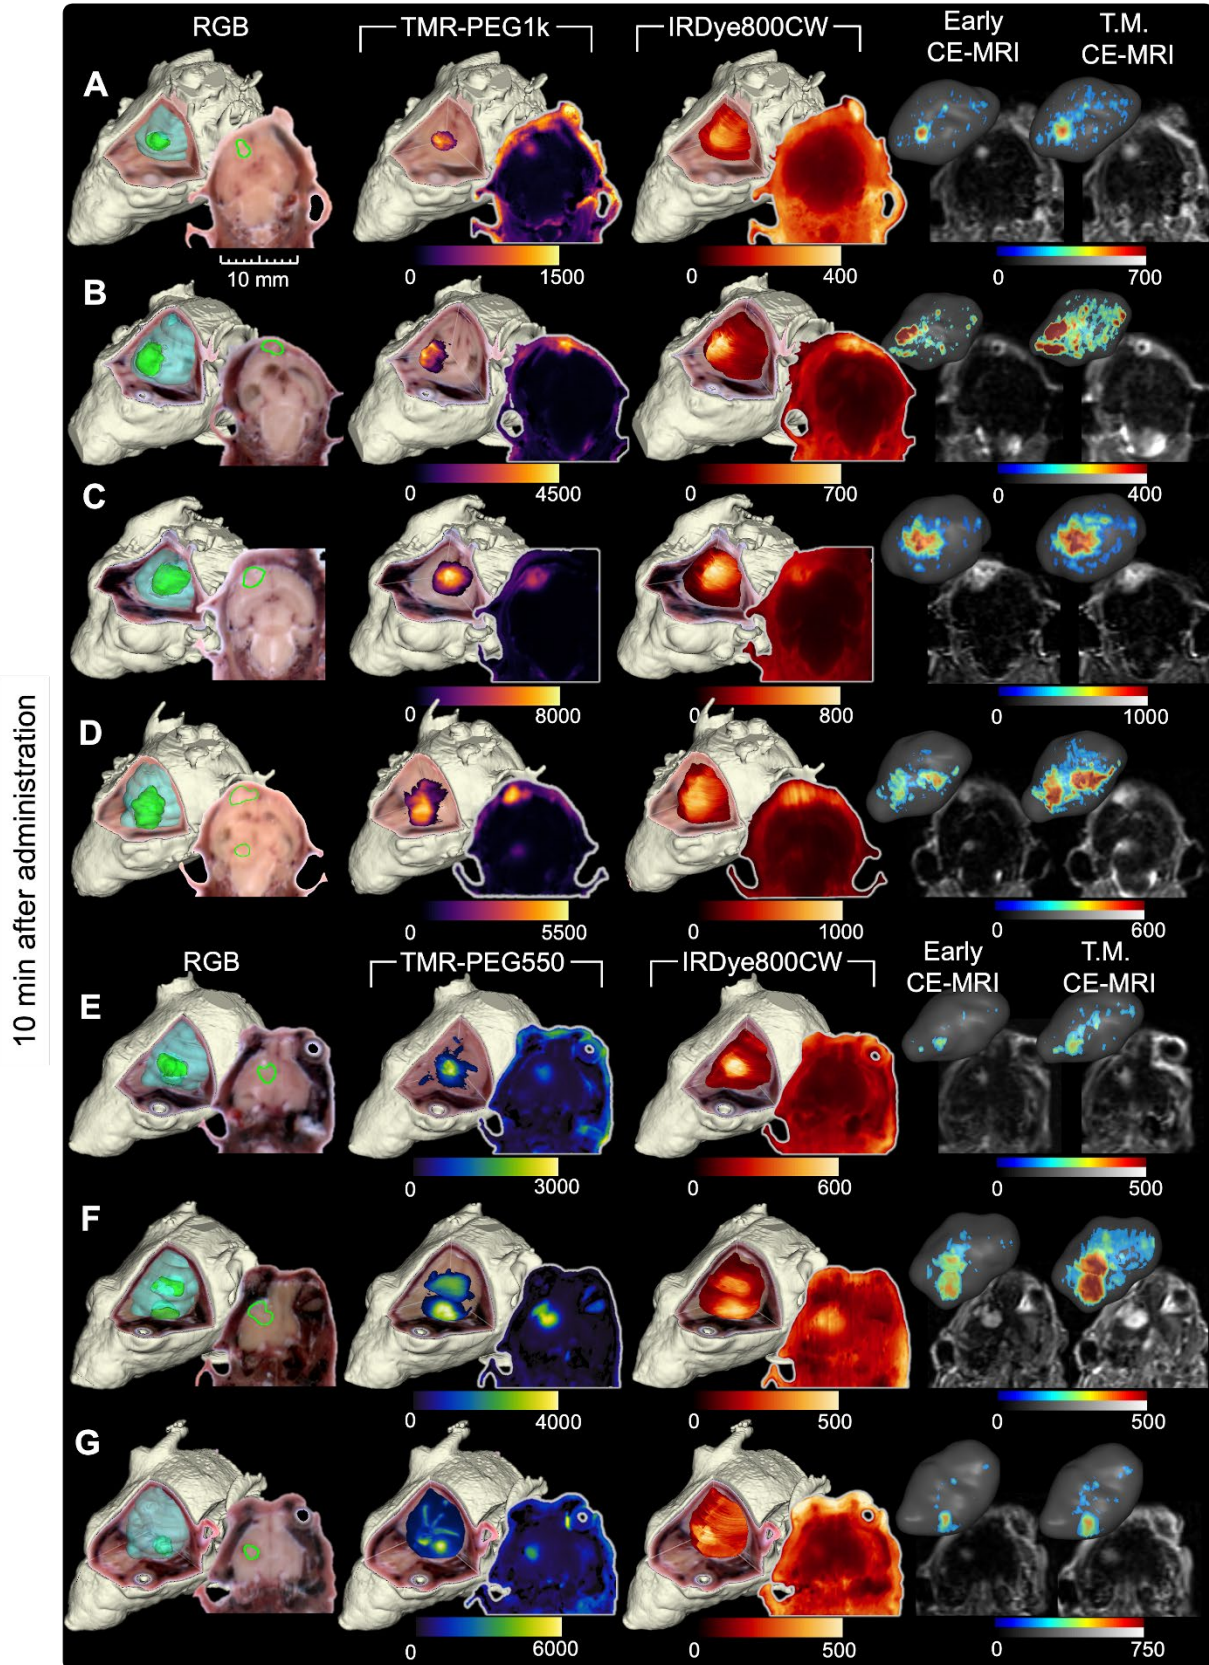 RGB
TMR-PEG1k
IRDye800CW
Early
CE-MRI
T.M.
CE-MRI
A
10 mm
0 1500
0 400
0 700
B
0 4500
0 700
0 400
C
0 8000
0 800
0 1000
10 min after administration
D
0 5500
0 1000
0 600
RGB
TMR-PEG550
IRDye800CW
Early
CE-MRI
T.M.
CE-MRI
E
0 3000
0 600
0 500
F
0 4000
0 500
0 500
G
0 6000
0 500
0 750